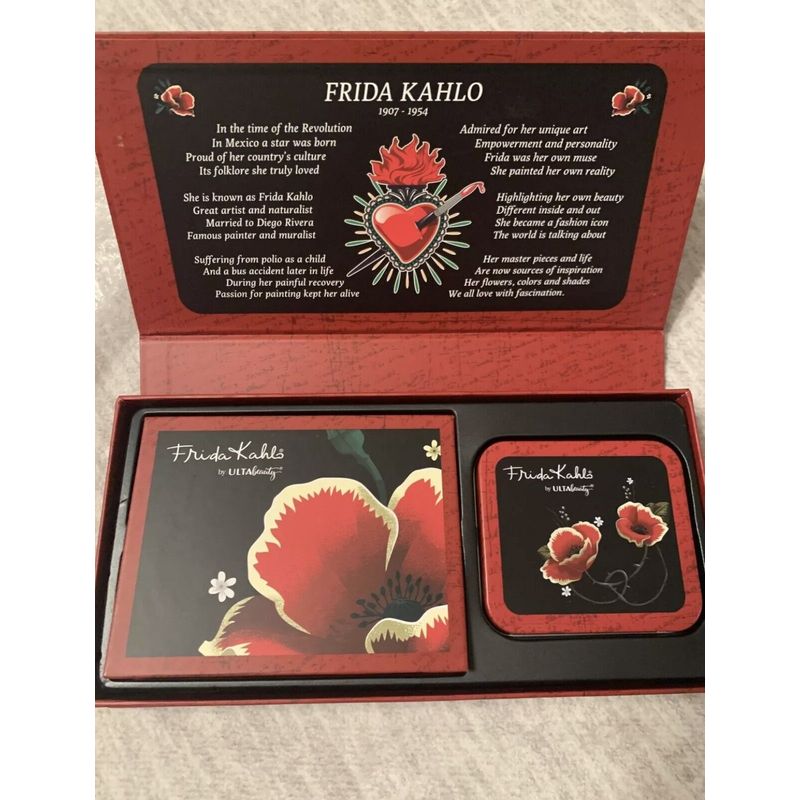 FRIDA KAHLO
1907 - 1954
In the time of the Revolution
In Mexico a star was born
Proud of her country's culture
Its folklore she truly loved
She is known as Frida Kahlo
Great artist and naturalist
Married to Diego Rivera
Famous painter and muralist
Suffering from polio as a child
And a bus accident later in life
During her painful recovery
Passion for painting kept her alive
Admired for her unique art
Empowerment and personality
Frida was her own muse
She painted her own reality
Highlighting her own beauty
Different inside and out
She became a fashion icon
The world is talking about
Her master pieces and life
Are now sources of inspiration
Her flowers, colors and shades
We all love with fascination.
Frida Kahlo®
by ULTA beauty®
Frida Kahlo®
by ULTA beauty®